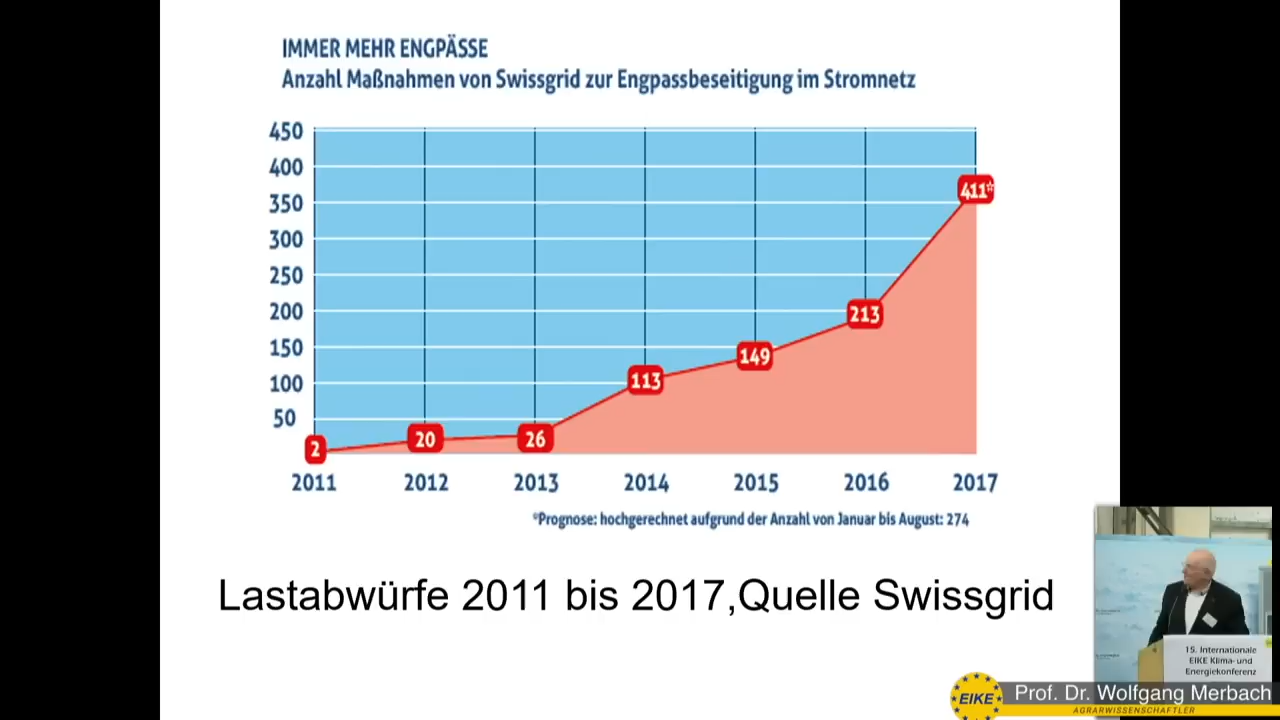 IMMER MEHR ENGPÄSSE
Anzahl Maßnahmen von Swissgrid zur Engpassbeseitigung im Stromnetz
450
400
350
300
250
200
150
100
50
2
20
26
113
149
213
411*
2011 2012 2013 2014 2015 2016 2017
*Prognose: hochgerechnet aufgrund der Anzahl von Januar bis August: 274
Lastabwürfe 2011 bis 2017,Quelle Swissgrid
15. Internationale
EIKE Klima- und
Energiekonferenz
EIKE
Prof. Dr. Wolfgang Merbach
AGRARWISSENSCHAFTLER